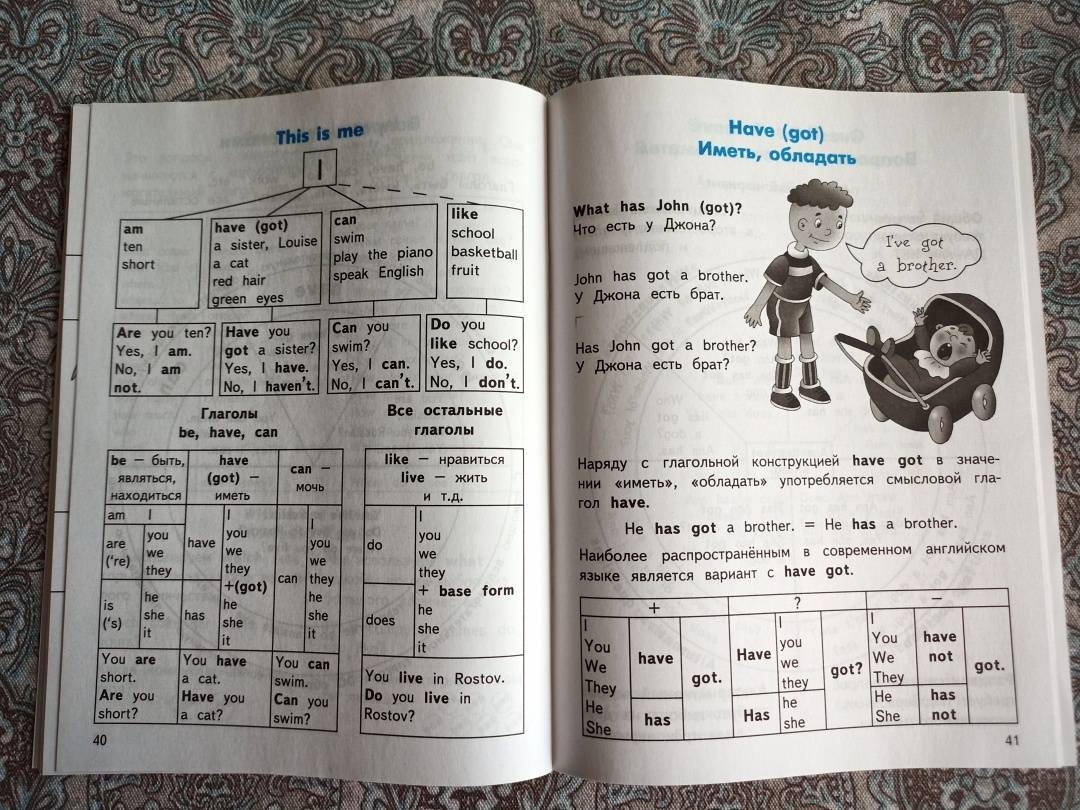 This is me
I
am
ten
short
have (got)
a sister, Louise
a cat
red hair
green eyes
can
swim
play the piano
speak English
like
school
basketball
fruit
Are you ten?
Yes, I am.
No, I am
not.
Have you
got a sister?
Yes, I have.
No, I haven't.
Can you
swim?
Yes, I can.
No, I can't.
Do you
like school?
Yes, I do.
No, I don't.
Глаголы
be, have, can
be – быть,
являться,
находиться
have
(got) –
иметь
can –
мочь
am
I
are
('re)
you
we
they
is
('s)
he
she
it
have
has
I
you
we
they
+(got)
he
she
it
can
I
you
we
they
he
she
it
You are
short.
Are you
short?
You have
a cat.
Have you
a cat?
You can
swim.
Can you
swim?
Все остальные
глаголы
like – нравиться
live – жить
и т.д.
do
does
I
you
we
they
+ base form
he
she
it
You live in Rostov.
Do you live in
Rostov?
40
Have (got)
Иметь, обладать
What has John (got)?
Что есть у Джона?
John has got a brother.
У Джона есть брат.
Has John got a brother?
У Джона есть брат?
I've got
a brother.
Наряду с глагольной конструкцией have got в значе-
нии «иметь», «обладать» употребляется смысловой гла-
гол have.
He has got a brother. = He has a brother.
Наиболее распространённым в современном английском
языке является вариант с have got.
+
I
You
We
They
He
She
have
has
got.
?
Have
Has
I
you
we
they
he
she
got?
–
I
You
We
They
He
She
have
not
has
not
got.
41